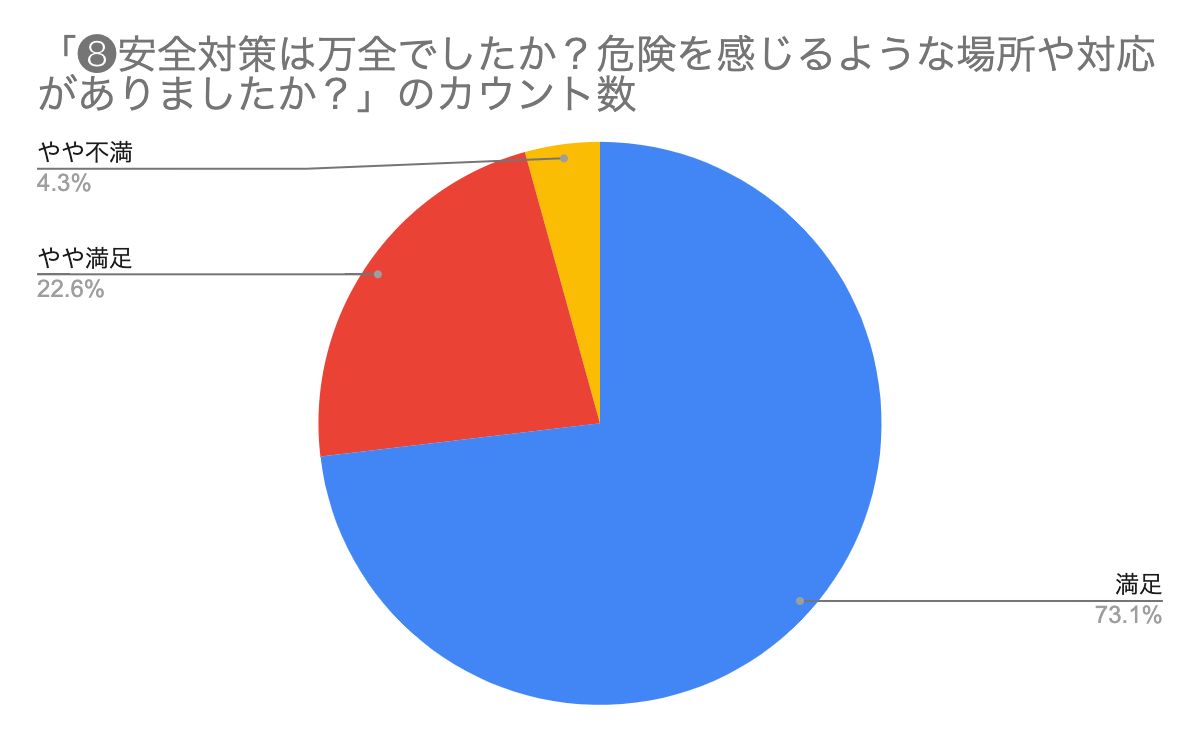 「❽安全対策は万全でしたか？危険を感じるような場所や対応
がありましたか？」のカウント数
やや不満
4.3%
やや満足
22.6%
満足
73.1%